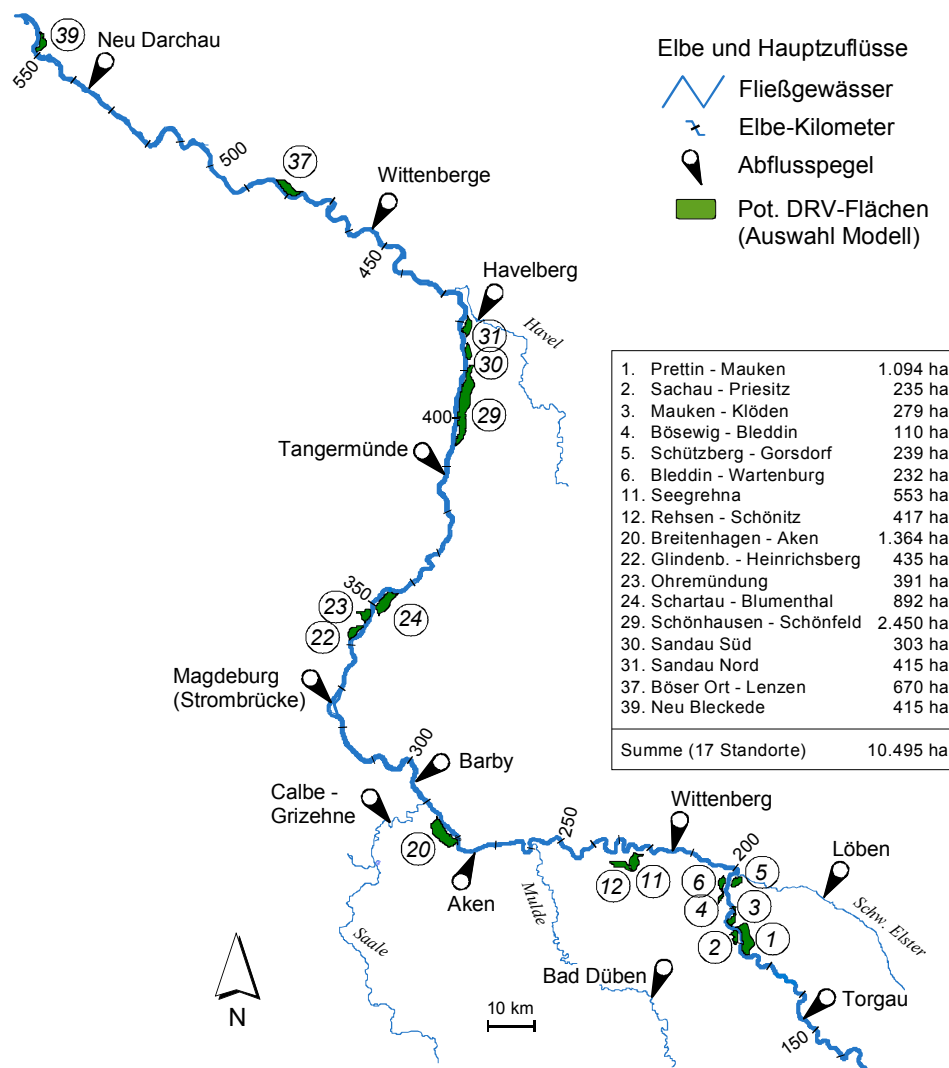 39
Neu Darchau
550
Elbe und Hauptzuflüsse
Fließgewässer
Elbe-Kilometer
Abflusspegel
Pot. DRV-Flächen
(Auswahl Modell)
500
37
Wittenberge
450
Havelberg
Havel
31
30
29
400
Tangermünde
1. Prettin - Mauken 1.094 ha
2. Sachau - Priesitz 235 ha
3. Mauken - Klöden 279 ha
4. Bösewig - Bleddin 110 ha
5. Schützberg - Gorsdorf 239 ha
6. Bleddin - Wartenburg 232 ha
11. Seegrehna 553 ha
12. Rehsen - Schönitz 417 ha
20. Breitenhagen - Aken 1.364 ha
22. Glindenb. - Heinrichsberg 435 ha
23. Ohremündung 391 ha
24. Schartau - Blumenthal 892 ha
29. Schönhausen - Schönfeld 2.450 ha
30. Sandau Süd 303 ha
31. Sandau Nord 415 ha
37. Böser Ort - Lenzen 670 ha
39. Neu Bleckede 415 ha
Summe (17 Standorte) 10.495 ha
350
23
24
22
Magdeburg
(Strombrücke)
300
Barby
Calbe -
Grizehne
20
Aken
Saale
250
Mulde
Wittenberg
12
11
200
Löben
6
5
4
3
2
1
Schw. Elster
Bad Düben
Torgau
150
N
10 km